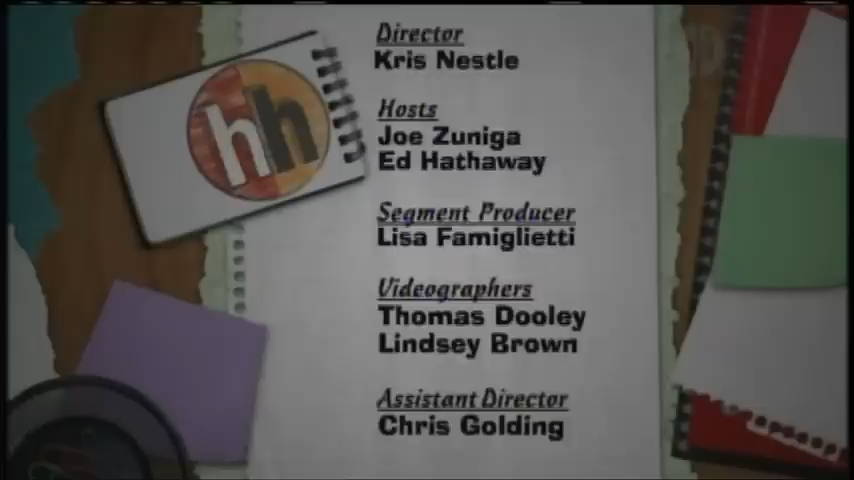 hh
Director
Kris Nestle
Hosts
Joe Zuniga
Ed Hathaway
Segment Producer
Lisa Famiglietti
Videographers
Thomas Dooley
Lindsey Brown
Assistant Director
Chris Golding